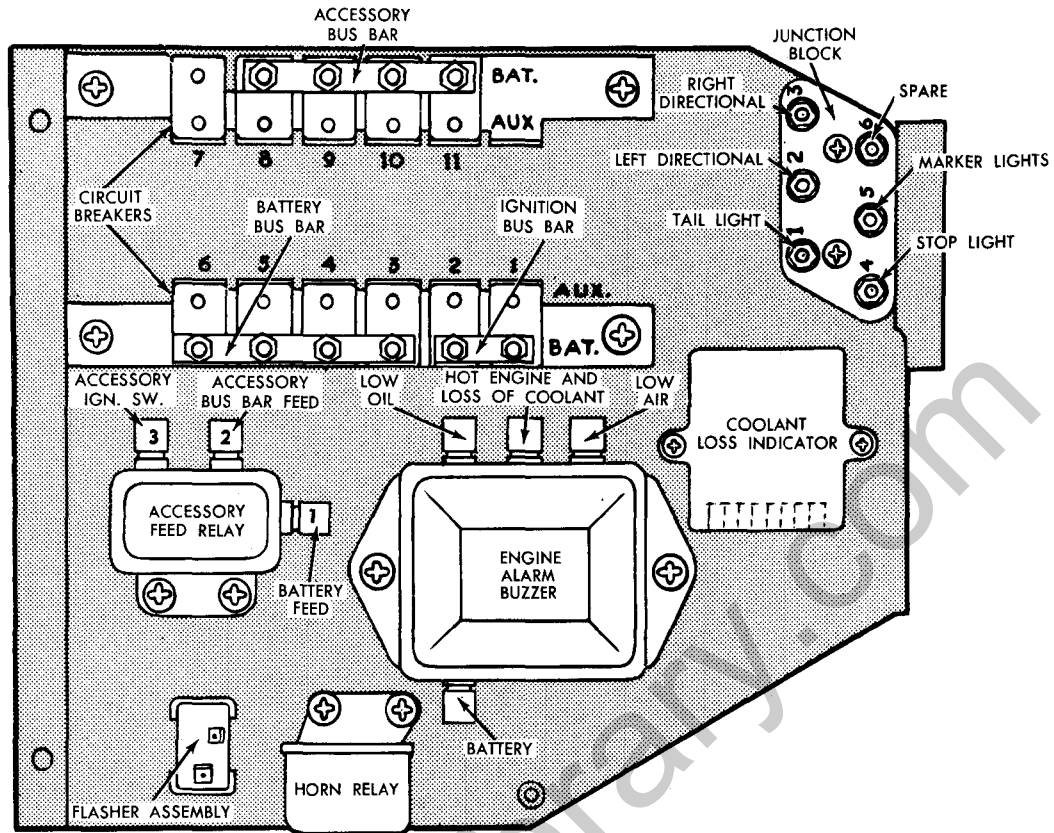 ACCESSORY
BUS BAR
JUNCTION
BLOCK
BAT.
RIGHT
DIRECTIONAL
3
SPARE
AUX
6
7 8 9 10 11
LEFT DIRECTIONAL
2
MARKER LIGHTS
CIRCUIT
BREAKERS
BATTERY
BUS BAR
IGNITION
BUS BAR
5
TAIL LIGHT
1
STOP LIGHT
4
6 5 4 3 2 1
AUX.
BAT.
ACCESSORY
IGN. SW.
ACCESSORY
BUS BAR FEED
LOW
OIL
HOT ENGINE AND
LOSS OF COOLANT
LOW
AIR
3
2
COOLANT
LOSS INDICATOR
ACCESSORY
FEED RELAY
1
BATTERY
FEED
ENGINE
ALARM
BUZZER
BATTERY
HORN RELAY
FLASHER ASSEMBLY
rary.com